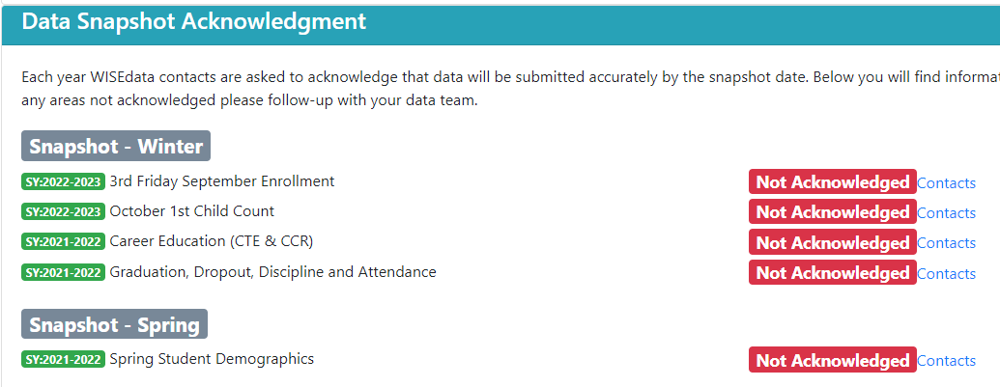 Data Snapshot Acknowledgment
Each year WISEdata contacts are asked to acknowledge that data will be submitted accurately by the snapshot date. Below you will find
any areas not acknowledged please follow-up with your data team.
Snapshot - Winter
SY:2022-2023 3rd Friday September Enrollment Not Acknowledged Contacts
SY:2022-2023 October 1st Child Count Not Acknowledged Contacts
SY:2021-2022 Career Education (CTE & CCR) Not Acknowledged Contacts
SY:2021-2022 Graduation, Dropout, Discipline and Attendance Not Acknowledged Contacts
Snapshot - Spring
SY:2021-2022 Spring Student Demographics Not Acknowledged Contacts